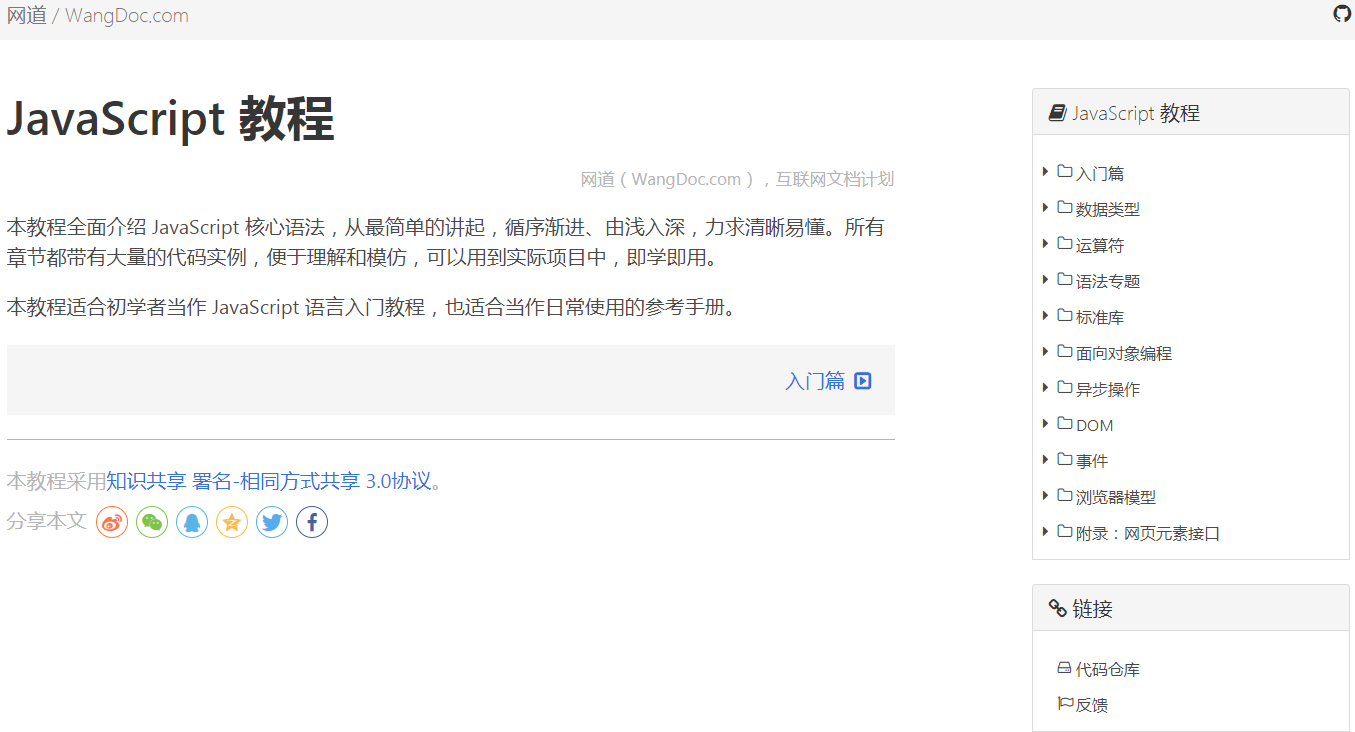 网道 / WangDoc.com
JavaScript 教程
网道（WangDoc.com），互联网文档计划
本教程全面介绍 JavaScript 核心语法，从最简单的讲起，循序渐进、由浅入深，力求清晰易懂。所有
章节都带有大量的代码实例，便于理解和模仿，可以用到实际项目中，即学即用。
本教程适合初学者当作 JavaScript 语言入门教程，也适合当作日常使用的参考手册。
入门篇
本教程采用知识共享 署名-相同方式共享 3.0协议。
分享本文
JavaScript 教程
入门篇
数据类型
运算符
语法专题
标准库
面向对象编程
异步操作
DOM
事件
浏览器模型
附录：网页元素接口
链接
代码仓库
反馈